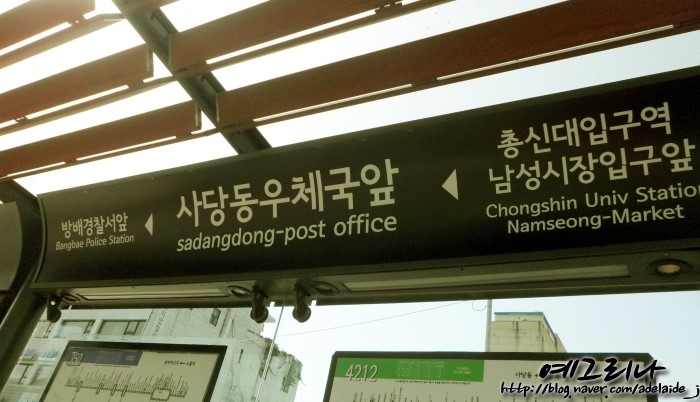 방배경찰서앞
Bangbae Police Station
사당동우체국앞
sadangdong-post office
총신대입구역
남성시장입구앞
Chongshin Univ Statio
Namseong-Market
4212
예그리나
http://blog.naver.com/adelaide_j